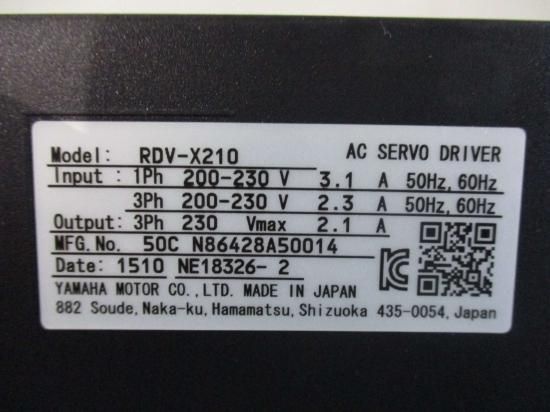 Model: RDV-X210 AC SERVO DRIVER
Input : 1Ph 200-230 V 3.1 A 50Hz, 60Hz
3Ph 200-230 V 2.3 A 50Hz, 60Hz
Output: 3Ph 230 Vmax 2.1 A
MFG. No. 50C N86428A50014
Date: 1510 NE18326- 2
YAMAHA MOTOR CO., LTD. MADE IN JAPAN
882 Soude, Naka-ku, Hamamatsu, Shizuoka 435-0054, Japan